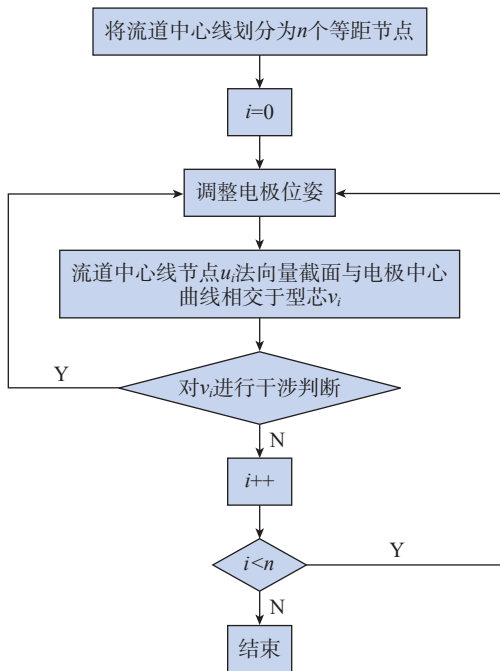 将流道中心线划分为n个等距节点
i=0
调整电极位姿
流道中心线节点uᵢ法向量截面与电极中心
曲线相交于型芯vᵢ
Y
对vᵢ进行干涉判断
N
i++
i<n
Y
N
结束